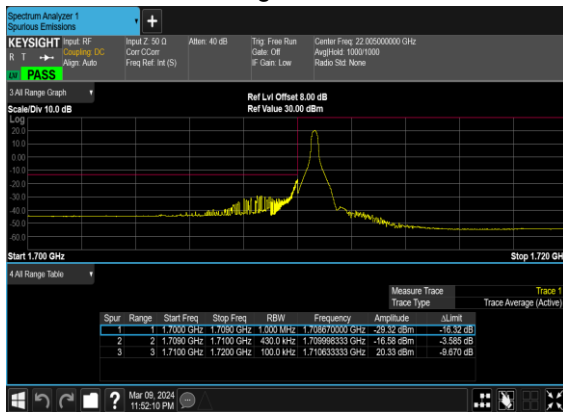 Spectrum Analyzer 1
Spurious Emissions
KEYSIGHT Input: RF Input Z: 50 Ω Atten: 40 dB Trig: Free Run Center Freq: 22.005000000 GHz
R T Coupling: DC Corr CCorr Gate: Off Avg|Hold: 1000/1000
Align: Auto Freq Ref: Int (S) IF Gain: Low Radio Std: None
PASS
3 All Range Graph
Ref Lvl Offset 8.00 dB
Scale/Div 10.0 dB Ref Value 30.00 dBm
Log
20.0
10.0
0.00
-10.0
-20.0
-30.0
-40.0
-50.0
-60.0
Start 1.700 GHz Stop 1.720 GHz
4 All Range Table
Measure Trace Trace 1
Trace Type Trace Average (Active)
Spur Range Start Freq Stop Freq RBW Frequency Amplitude ΔLimit
1 1 1.7000 GHz 1.7090 GHz 1.000 MHz 1.708670000 GHz -29.32 dBm -16.32 dB
2 2 1.7090 GHz 1.7100 GHz 430.0 kHz 1.709998333 GHz -16.58 dBm -3.585 dB
3 3 1.7100 GHz 1.7200 GHz 100.0 kHz 1.710633333 GHz 20.33 dBm -9.670 dB
? Mar 09, 2024
11:52:10 PM